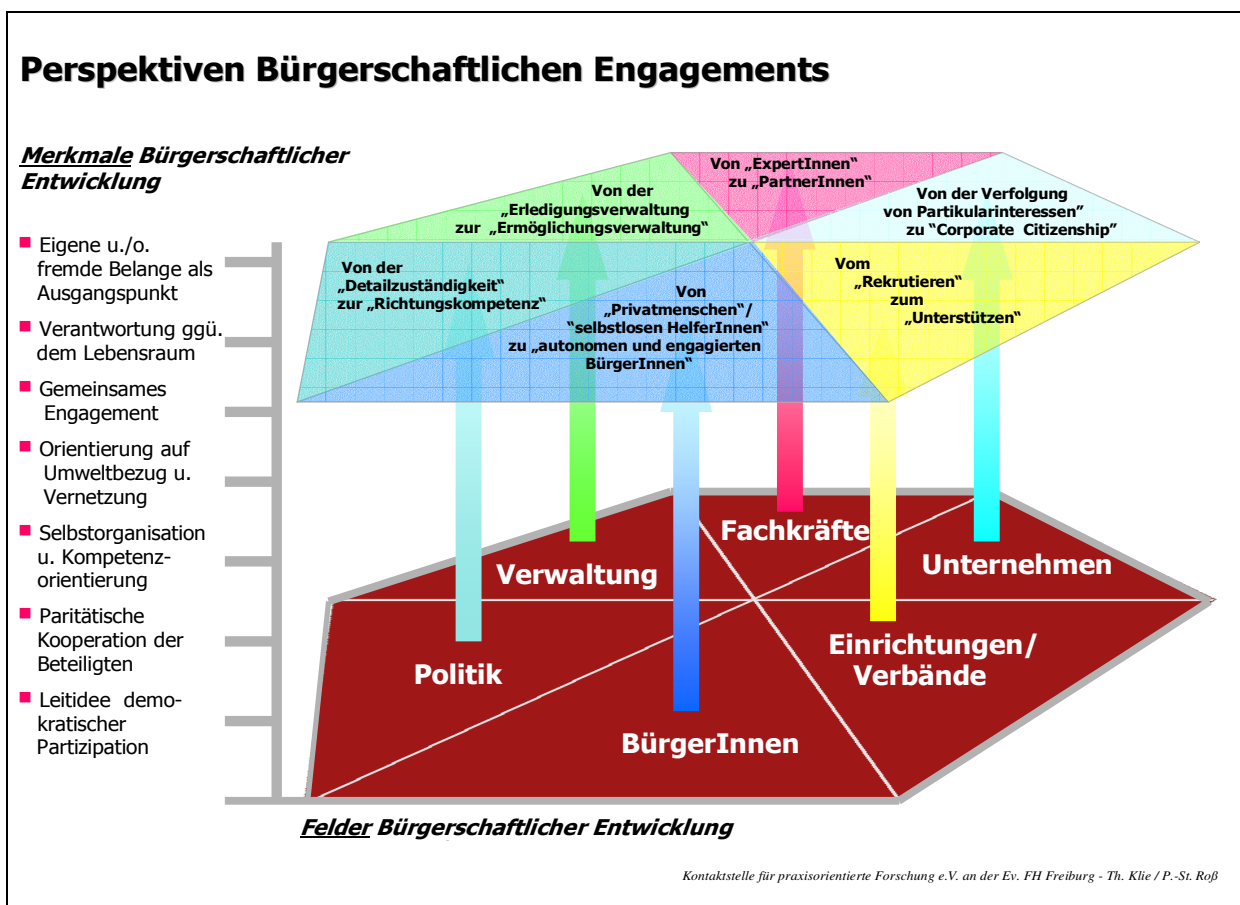 Perspektiven Bürgerschaftlichen Engagements
Merkmale Bürgerschaftlicher
Entwicklung
Eigene u./o.
fremde Belange als
Ausgangspunkt
Verantwortung ggü.
dem Lebensraum
Gemeinsames
Engagement
Orientierung auf
Umweltbezug u.
Vernetzung
Selbstorganisation
u. Kompetenz-
orientierung
Paritätische
Kooperation der
Beteiligten
Leitidee demo-
kratischer
Partizipation
Von „ExpertInnen“
zu „PartnerInnen“
Von der
„Erledigungsverwaltung
zur „Ermöglichungsverwaltung“
Von der Verfolgung
von Partikularinteressen”
zu “Corporate Citizenship”
Von der
„Detailzuständigkeit“
zur „Richtungskompetenz“
Von
„Privatmenschen“/
“selbstlosen HelferInnen”
zu „autonomen und engagierten
BürgerInnen“
Vom
„Rekrutieren“
zum
„Unterstützen“
Fachkräfte
Verwaltung
Unternehmen
Politik
Einrichtungen/
Verbände
BürgerInnen
Felder Bürgerschaftlicher Entwicklung
Kontaktstelle für praxisorientierte Forschung e.V. an der Ev. FH Freiburg - Th. Klie / P.-St. Roß